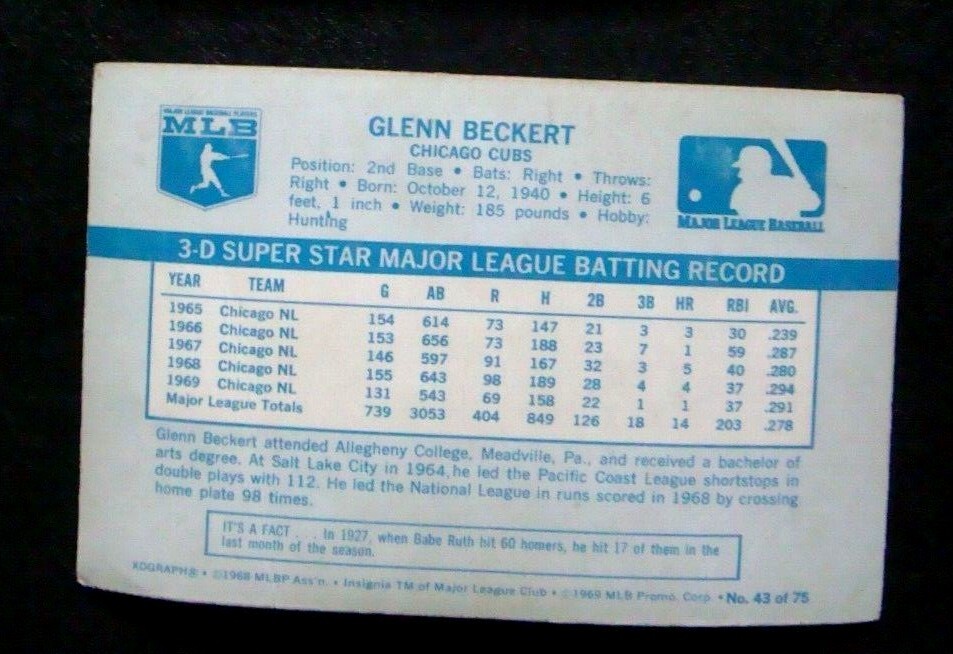 MAJOR LEAGUE BASEBALL PLAYERS
MLB
GLENN BECKERT
CHICAGO CUBS
Position: 2nd Base • Bats: Right • Throws:
Right • Born: October 12, 1940 • Height: 6
feet, 1 inch • Weight: 185 pounds • Hobby:
Hunting
MAJOR LEAGUE BASEBALL
3-D SUPER STAR MAJOR LEAGUE BATTING RECORD
YEAR TEAM G AB R H 2B 3B HR RBI AVG.
1965 Chicago NL 154 614 73 147 21 3 3 30 .239
1966 Chicago NL 153 656 73 188 23 7 1 59 .287
1967 Chicago NL 146 597 91 167 32 3 5 40 .280
1968 Chicago NL 155 643 98 189 28 4 4 37 .294
1969 Chicago NL 131 543 69 158 22 1 1 37 .291
Major League Totals 739 3053 404 849 126 18 14 203 .278
Glenn Beckert attended Allegheny College, Meadville, Pa., and received a bachelor of
arts degree. At Salt Lake City in 1964, he led the Pacific Coast League shortstops in
double plays with 112. He led the National League in runs scored in 1968 by crossing
home plate 98 times.
IT'S A FACT . . . In 1927, when Babe Ruth hit 60 homers, he hit 17 of them in the
last month of the season.
XOGRAPH® • ©1968 MLBP Ass'n. • Insignia TM of Major League Club • © 1969 MLB Promo. Corp. • No. 43 of 75